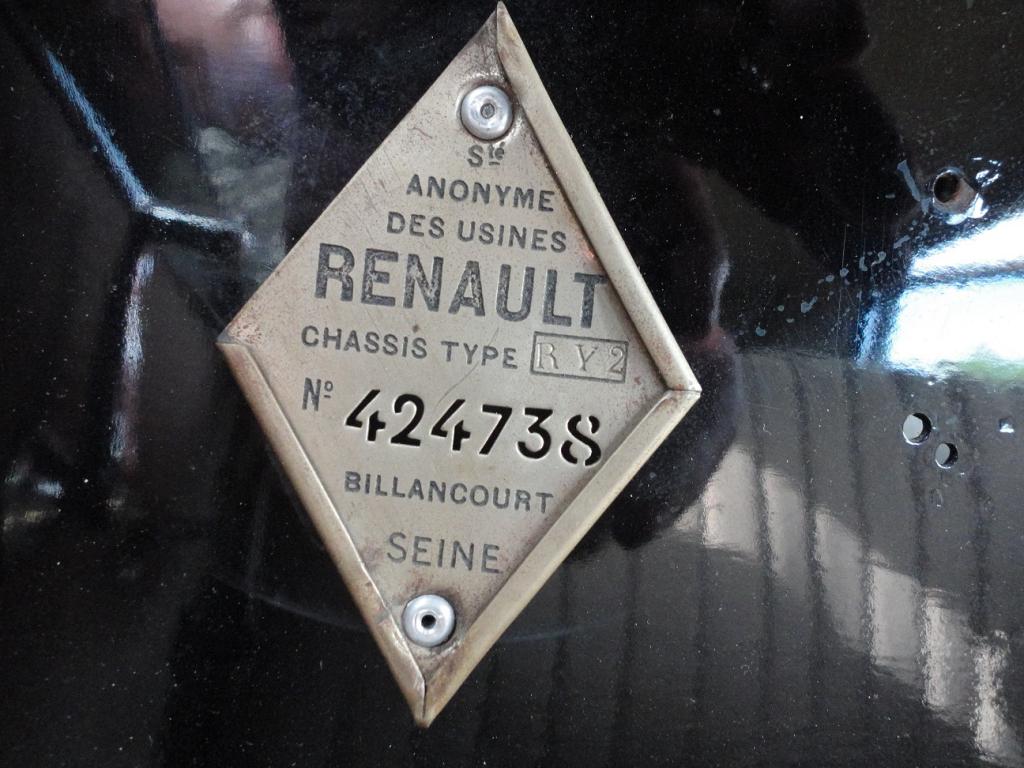 Sté
ANONYME
DES USINES
RENAULT
CHASSIS TYPE RY2
Nº 424738
BILLANCOURT
SEINE